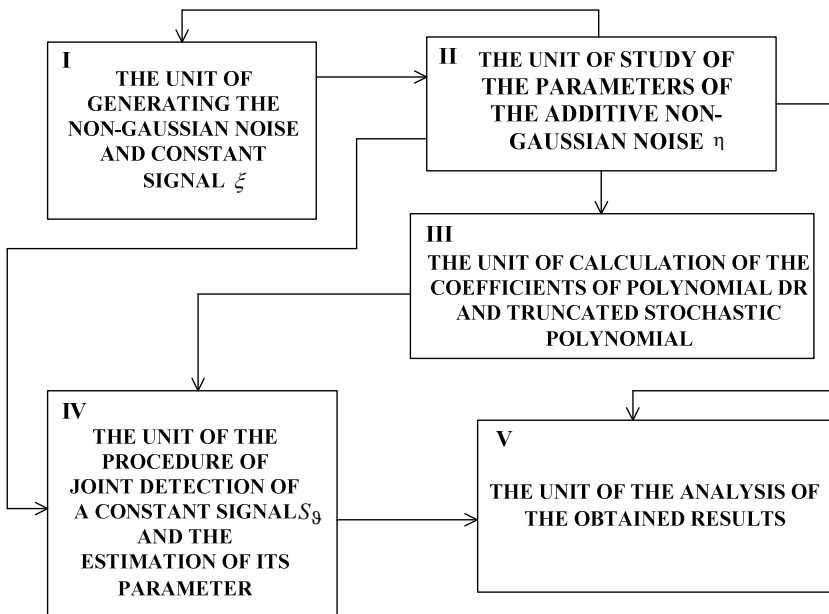 I
THE UNIT OF
GENERATING THE
NON-GAUSSIAN NOISE
AND CONSTANT
SIGNAL ξ
II
THE UNIT OF STUDY OF
THE PARAMETERS OF
THE ADDITIVE NON-
GAUSSIAN NOISE η
III
THE UNIT OF CALCULATION OF THE
COEFFICIENTS OF POLYNOMIAL DR
AND TRUNCATED STOCHASTIC
POLYNOMIAL
IV
THE UNIT OF THE
PROCEDURE OF
JOINT DETECTION OF
A CONSTANT SIGNAL S_ϑ
AND THE
ESTIMATION OF ITS
PARAMETER
V
THE UNIT OF THE ANALYSIS OF
THE OBTAINED RESULTS